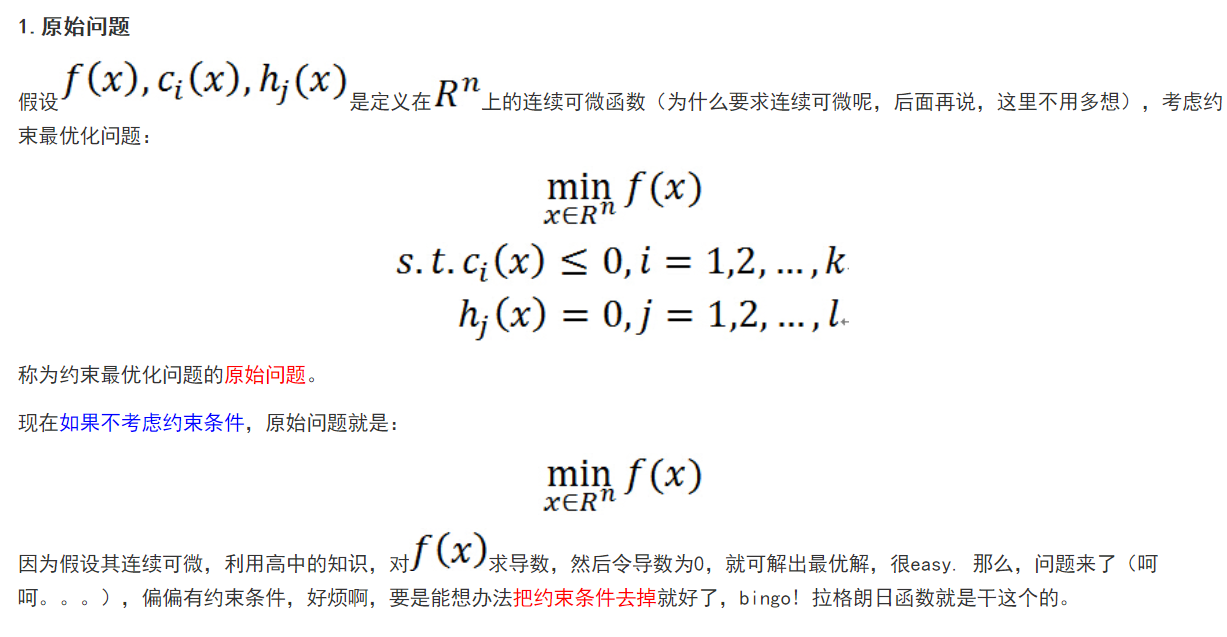 1. 原始问题
假设f(x),c_i(x),h_j(x)是定义在R^n上的连续可微函数（为什么要求连续可微呢，后面再说，这里不用多想），考虑约
束最优化问题：
min f(x)
x∈R^n
s.t.c_i(x) ≤ 0,i = 1,2,…,k
h_j(x) = 0,j = 1,2,…,l
称为约束最优化问题的原始问题。
现在如果不考虑约束条件，原始问题就是：
min f(x)
x∈R^n
因为假设其连续可微，利用高中的知识，对f(x)求导数，然后令导数为0，就可解出最优解，很easy. 那么，问题来了（呵
呵。。。），偏偏有约束条件，好烦啊，要是能想办法把约束条件去掉就好了，bingo! 拉格朗日函数就是干这个的。